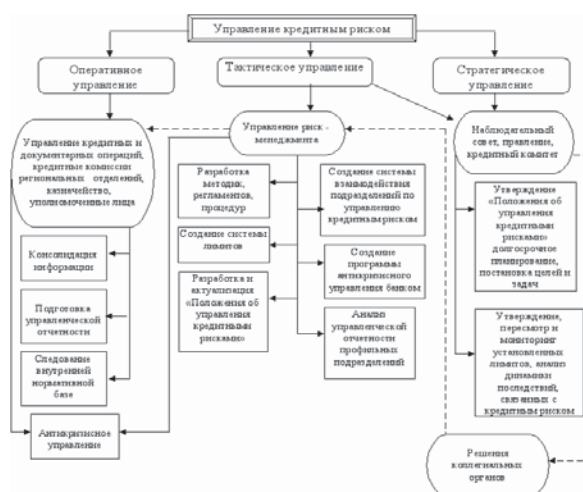 Управление кредитным риском
Оперативное
управление
Тактическое управление
Стратегическое
управление
Управление кредитных и
документарных операций,
кредитные комиссии
региональных отделений,
казначейство,
уполномоченные лица
Управление риск -
менеджмента
Наблюдательный
совет, правление,
кредитный комитет
Разработка
методик,
регламентов,
процедур
Создание системы
взаимодействия
подразделений по
управлению
кредитным риском
Утверждение
«Положения об
управления
кредитными
рисками»
долгосрочное
планирование,
постановка целей и
задач
Консолидация
информации
Создание системы
лимитов
Создание
программы
антикризисного
управления банком
Подготовка
управленческой
отчетности
Разработка и
актуализация
«Положения об
управления
кредитными
рисками»
Анализ
управленческой
отчетности
профильных
подразделений
Утверждение,
пересмотр и
мониторинг
установленных
лимитов, анализ
динамики
последствий,
связанных с
кредитным риском
Следование
внутренней
нормативной
базе
Антикризисное
управление
Решения
коллегиальных
органов